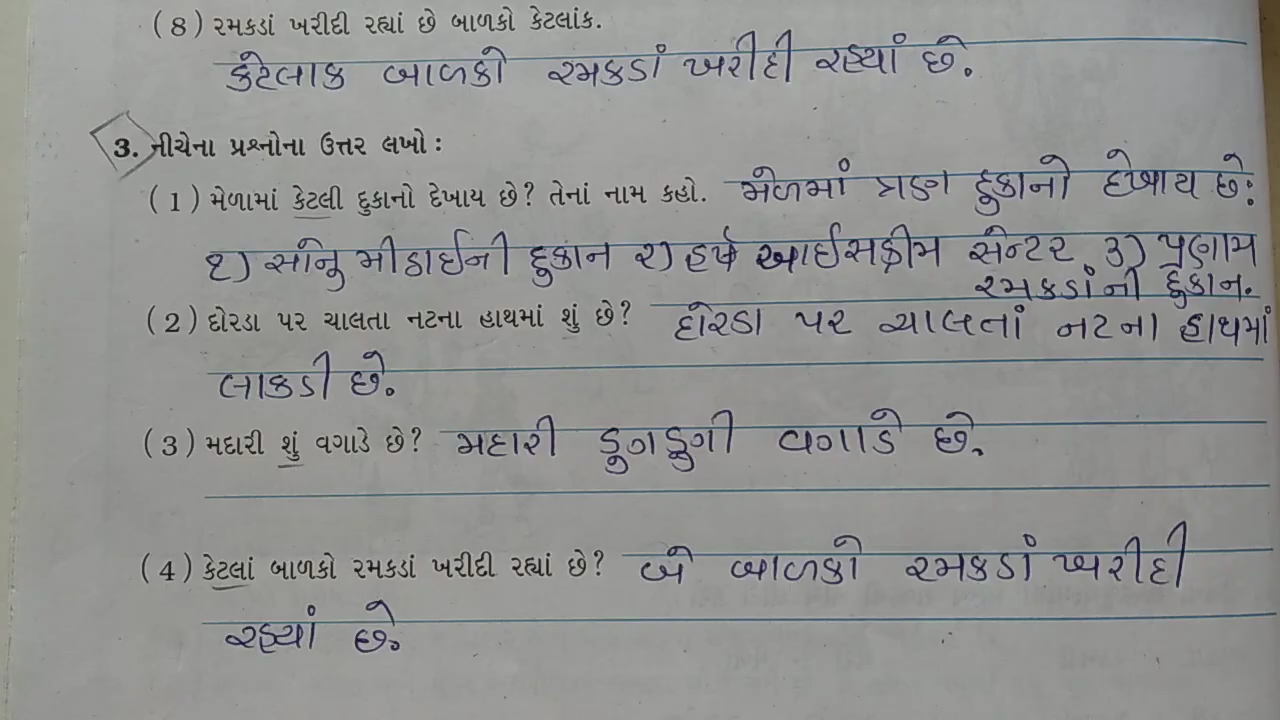 (8) રમકડાં ખરીદી રહ્યાં છે બાળકો કેટલાંક.
કેટલાક બાળકો રમકડાં ખરીદી રહ્યાં છે.
3. નીચેના પ્રશ્નોના ઉત્તર લખો :
(1) મેળામાં કેટલી દુકાનો દેખાય છે? તેનાં નામ કહો. મેળમાં ત્રણ દુકાનો દેખાય છે:
૧) સોનુ મીઠાઈની દુકાન ૨) હર્ષ આઈસક્રીમ સેન્ટર ૩) પ્રણામ
રમકડાંની દુકાન.
(2) દોરડા પર ચાલતા નટના હાથમાં શું છે? દોરડા પર ચાલતાં નટના હાથમાં
લાકડી છે.
(3) મદારી શું વગાડે છે? મદારી ડુગડુગી વગાડે છે.
(4) કેટલાં બાળકો રમકડાં ખરીદી રહ્યાં છે? બે બાળકો રમકડાં ખરીદી
રહ્યાં છે.